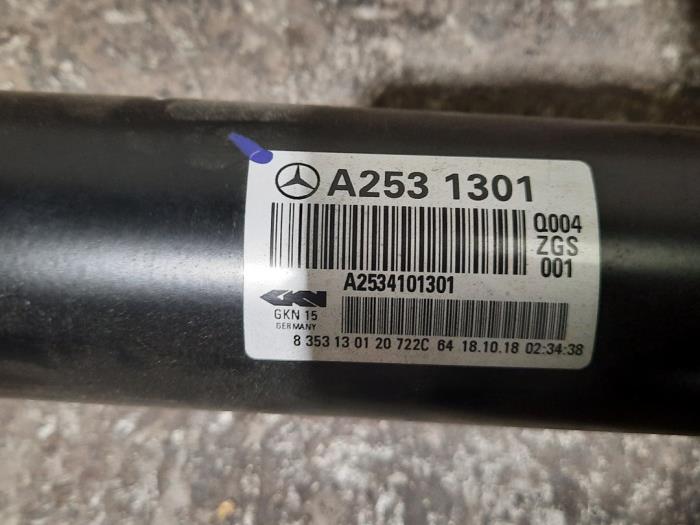 A253 1301
Q004
ZGS
001
A2534101301
GKN
GKN 15
GERMANY
8 353 13 01 20 722C 64 18.10.18 02:34:38